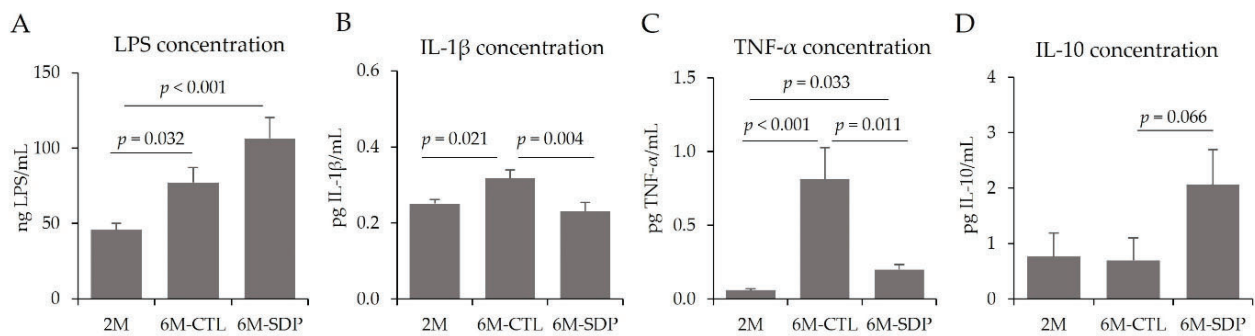 A
LPS concentration
ng LPS/mL
150
100
50
0
p < 0.001
p = 0.032
2M 6M-CTL 6M-SDP
B
IL-1β concentration
pg IL-1β/mL
0.6
0.4
0.2
0.0
p = 0.021 p = 0.004
2M 6M-CTL 6M-SDP
C
TNF-α concentration
pg TNF-α/mL
1.5
1.0
0.5
0.0
p = 0.033
p < 0.001 p = 0.011
2M 6M-CTL 6M-SDP
D
IL-10 concentration
pg IL-10/mL
4
3
2
1
0
p = 0.066
2M 6M-CTL 6M-SDP